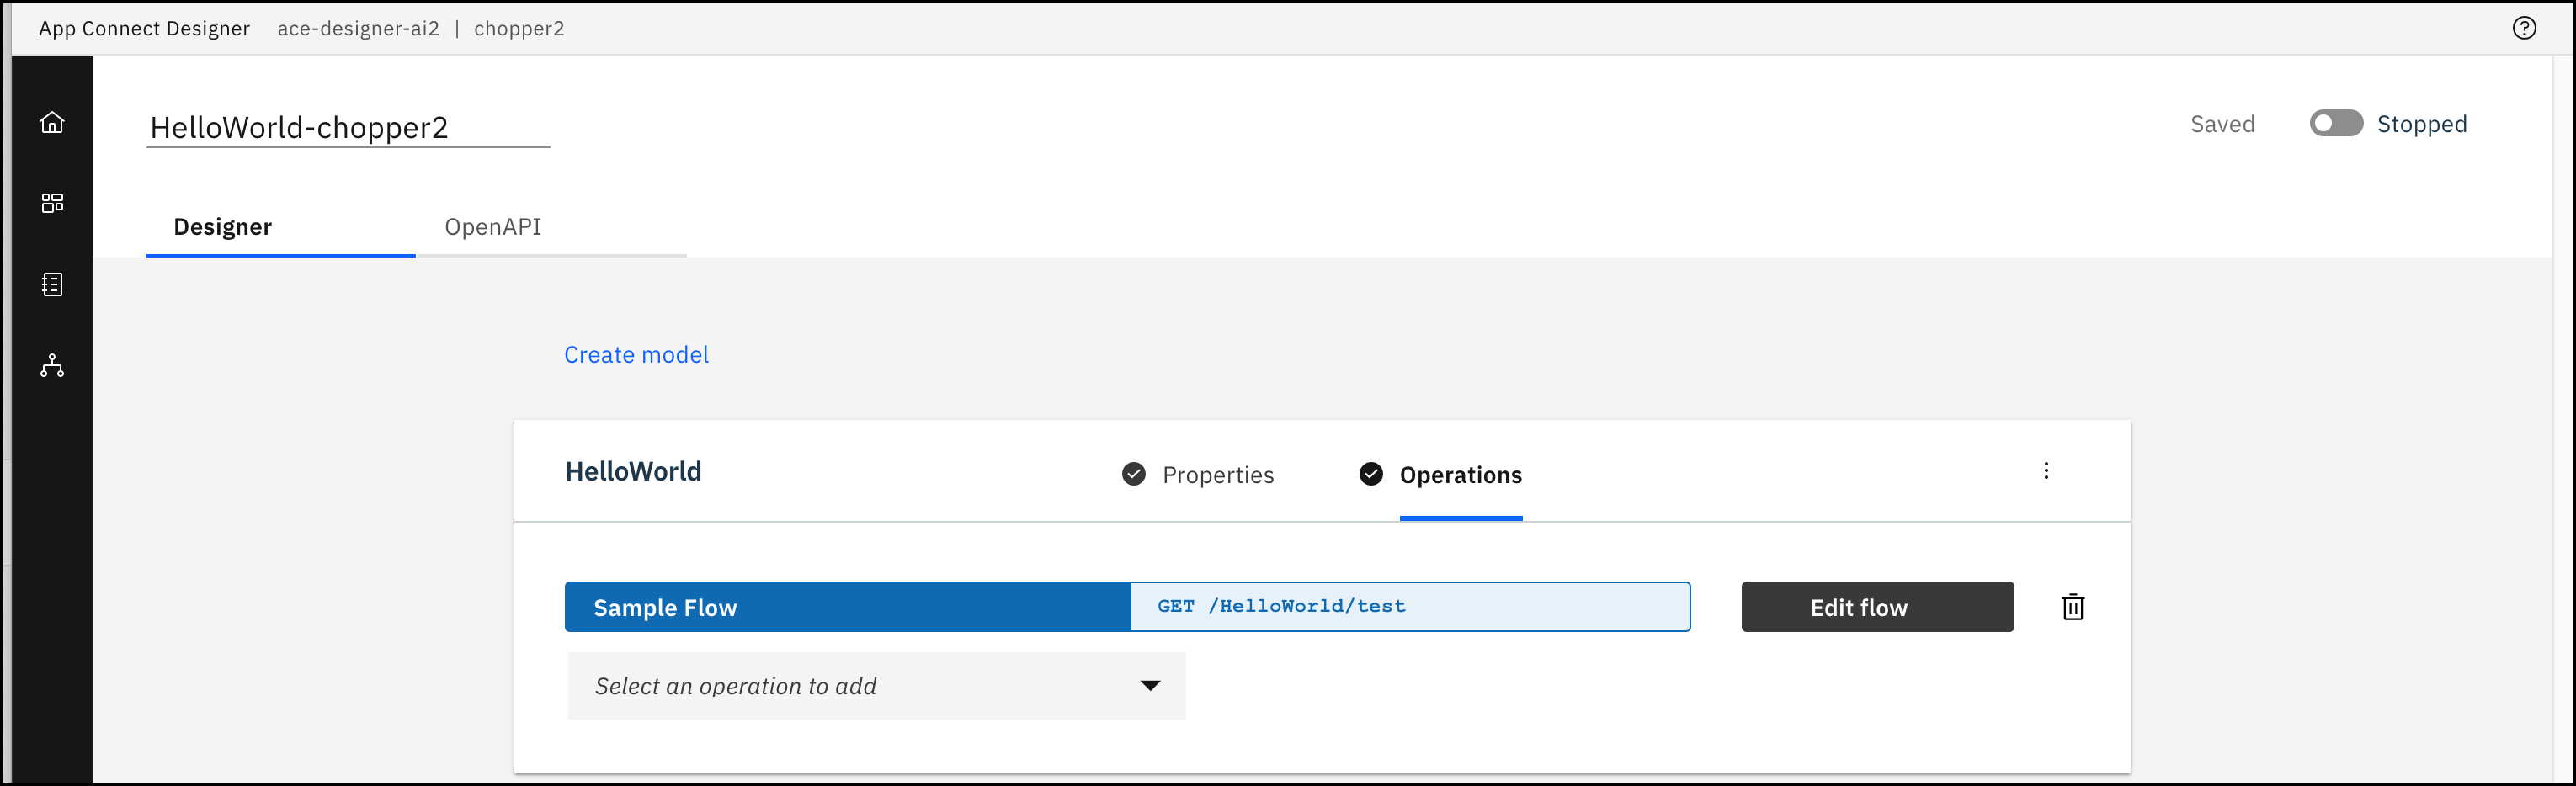 App Connect Designer ace-designer-ai2 | chopper2
HelloWorld-chopper2
Saved Stopped
Designer OpenAPI
Create model
HelloWorld Properties Operations
Sample Flow GET /HelloWorld/test Edit flow
Select an operation to add